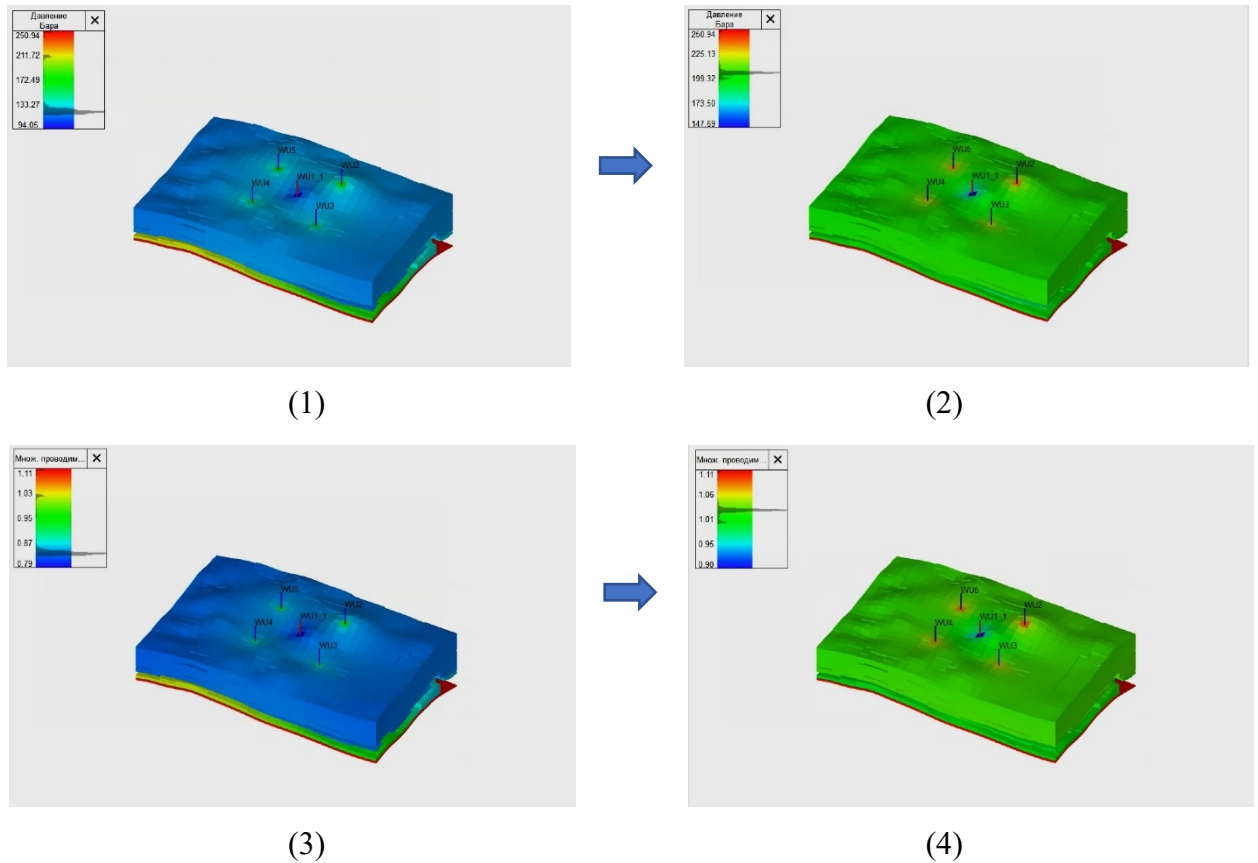 Давление
Бара
250.94
211.72
172.49
133.27
94.05
WU5
WU2
WU1_1
WU4
WU3
(1)
Давление
Бара
250.94
225.13
199.32
173.50
147.69
WU5
WU2
WU1_1
WU4
WU3
(2)
Множ. проводим...
1.11
1.03
0.95
0.87
0.79
WU5
WU2
WU1_1
WU4
WU3
(3)
Множ. проводим...
1.11
1.06
1.01
0.95
0.90
WU5
WU2
WU1_1
WU4
WU3
(4)